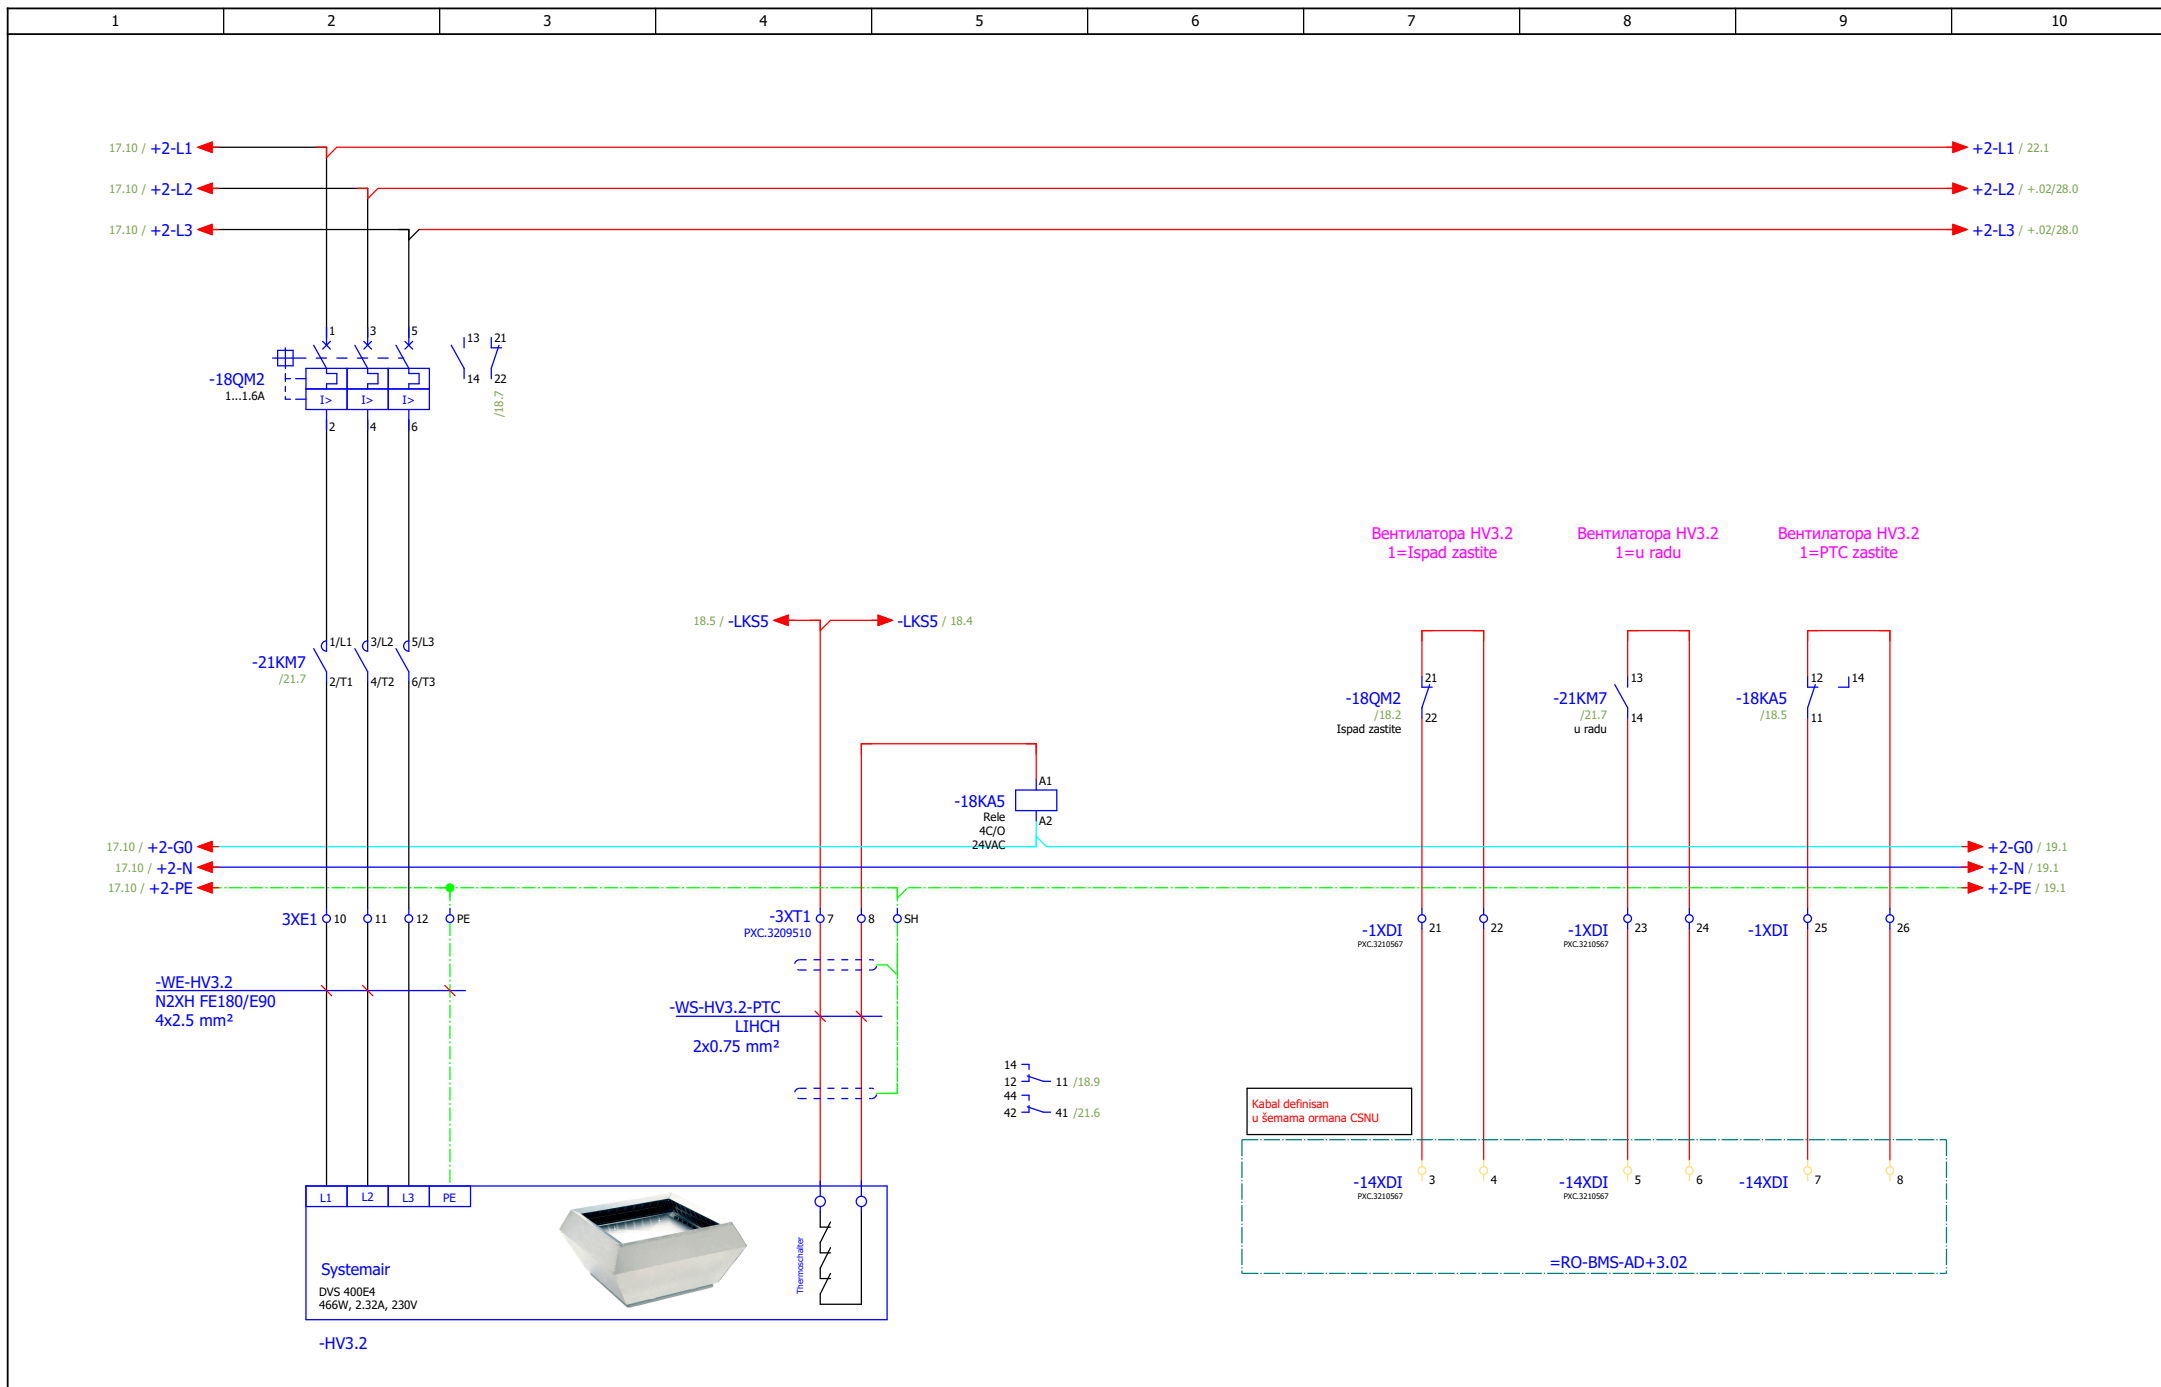 1 2 3 4 5 6 7 8 9 10
17.10 / +2-L1
+2-L1 / 22.1
17.10 / +2-L2
+2-L2 / +.02/28.0
17.10 / +2-L3
+2-L3 / +.02/28.0
1 3 5
13 21
-18QM2
1...1.6A
14 22
/18.7
I> I> I>
2 4 6
Вентилатора HV3.2
1=Ispad zastite
Вентилатора HV3.2
1=u radu
Вентилатора HV3.2
1=PTC zastite
18.5 / -LKS5
-LKS5 / 18.4
1/L1 3/L2 5/L3
-21KM7
/21.7
2/T1 4/T2 6/T3
21
-18QM2
/18.2
22
Ispad zastite
13
-21KM7
/21.7
14
u radu
12 14
-18KA5
/18.5
11
A1
-18KA5
Rele
4C/O
24VAC
A2
17.10 / +2-G0
+2-G0 / 19.1
17.10 / +2-N
+2-N / 19.1
17.10 / +2-PE
+2-PE / 19.1
3XE1 10 11 12 PE
-3XT1 7 8 SH
PXC.3209510
-1XDI 21 22
PXC.3210567
-1XDI 23 24
PXC.3210567
-1XDI 25 26
-WE-HV3.2
N2XH FE180/E90
4x2.5 mm²
-WS-HV3.2-PTC
LIHCH
2x0.75 mm²
14
12 11 /18.9
44
42 41 /21.6
Kabal definisan
u šemama ormana CSNU
-14XDI 3 4
PXC.3210567
-14XDI 5 6
PXC.3210567
-14XDI 7 8
=RO-BMS-AD+3.02
L1 L2 L3 PE
Thermoschalter
Systemair
DVS 400E4
466W, 2.32A, 230V
-HV3.2